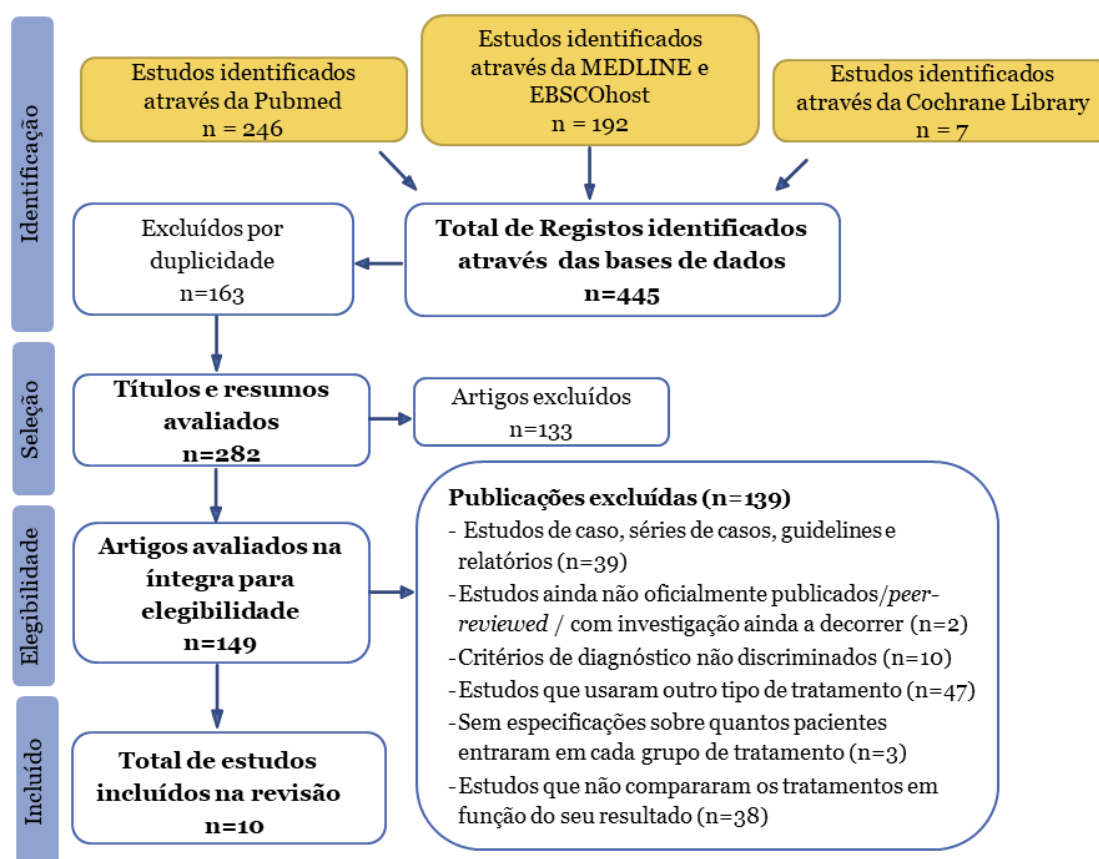 Identificação
Estudos identificados
através da Pubmed
n = 246
Estudos identificados
através da MEDLINE e
EBSCOhost
n = 192
Estudos identificados
através da Cochrane Library
n = 7
Excluídos por
duplicidade
n=163
Total de Registos identificados
através das bases de dados
n=445
Seleção
Títulos e resumos
avaliados
n=282
Artigos excluídos
n=133
Elegibilidade
Artigos avaliados na
íntegra para
elegibilidade
n=149
Publicações excluídas (n=139)
- Estudos de caso, séries de casos, guidelines e
relatórios (n=39)
- Estudos ainda não oficialmente publicados/peer-
reviewed / com investigação ainda a decorrer (n=2)
- Critérios de diagnóstico não discriminados (n=10)
- Estudos que usaram outro tipo de tratamento (n=47)
- Sem especificações sobre quantos pacientes
entraram em cada grupo de tratamento (n=3)
- Estudos que não compararam os tratamentos em
função do seu resultado (n=38)
Incluído
Total de estudos
incluídos na revisão
n=10